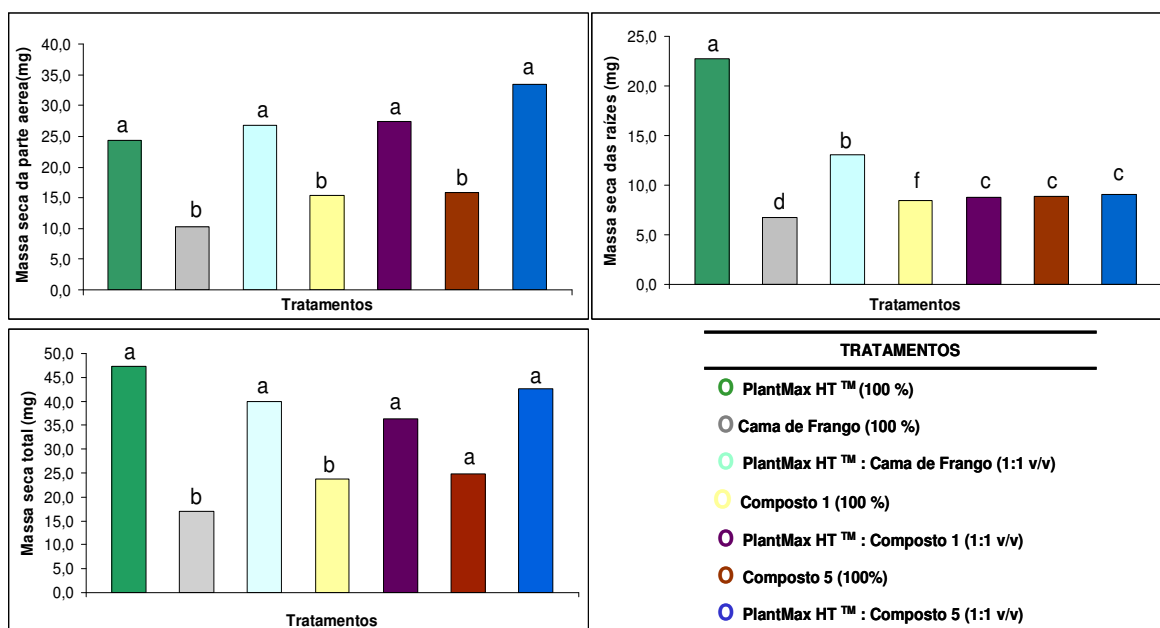 Massa seca da parte aerea(mg)
40,0
35,0
30,0
25,0
20,0
15,0
10,0
5,0
0,0
a
b
a
b
a
b
a
Tratamentos
Massa seca das raízes (mg)
25,0
20,0
15,0
10,0
5,0
0,0
a
d
b
f
c
c
c
Tratamentos
Massa seca total (mg)
50,0
45,0
40,0
35,0
30,0
25,0
20,0
15,0
10,0
5,0
0,0
a
b
a
b
a
a
a
Tratamentos
TRATAMENTOS
PlantMax HT ™ (100 %)
Cama de Frango (100 %)
PlantMax HT ™ : Cama de Frango (1:1 v/v)
Composto 1 (100 %)
PlantMax HT ™ : Composto 1 (1:1 v/v)
Composto 5 (100%)
PlantMax HT ™ : Composto 5 (1:1 v/v)